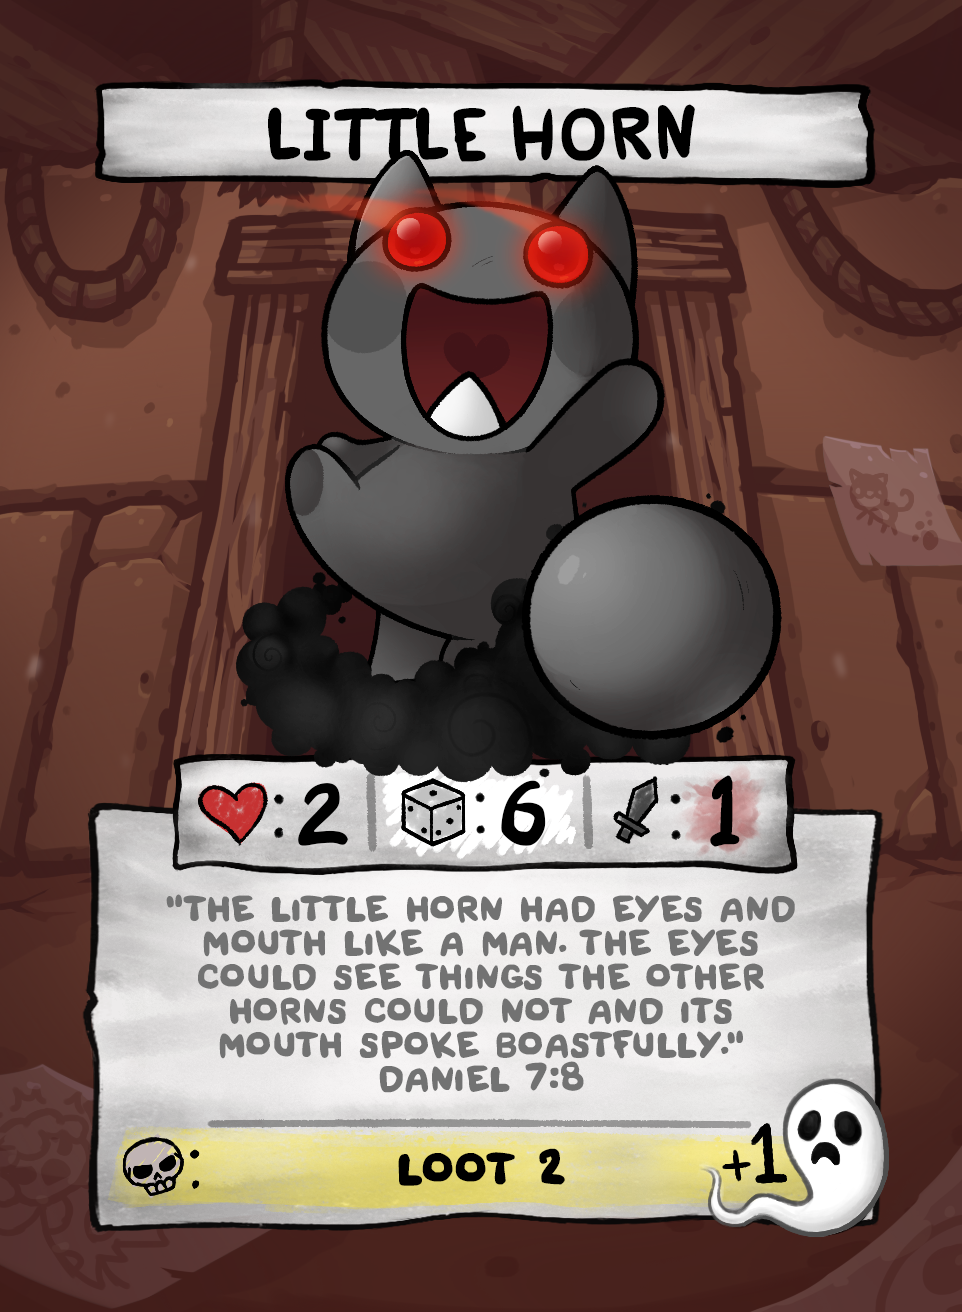 LITTLE HORN
: 2 : 6 : 1
"THE LITTLE HORN HAD EYES AND
MOUTH LIKE A MAN. THE EYES
COULD SEE THINGS THE OTHER
HORNS COULD NOT AND ITS
MOUTH SPOKE BOASTFULLY."
DANIEL 7:8
: LOOT 2 +1